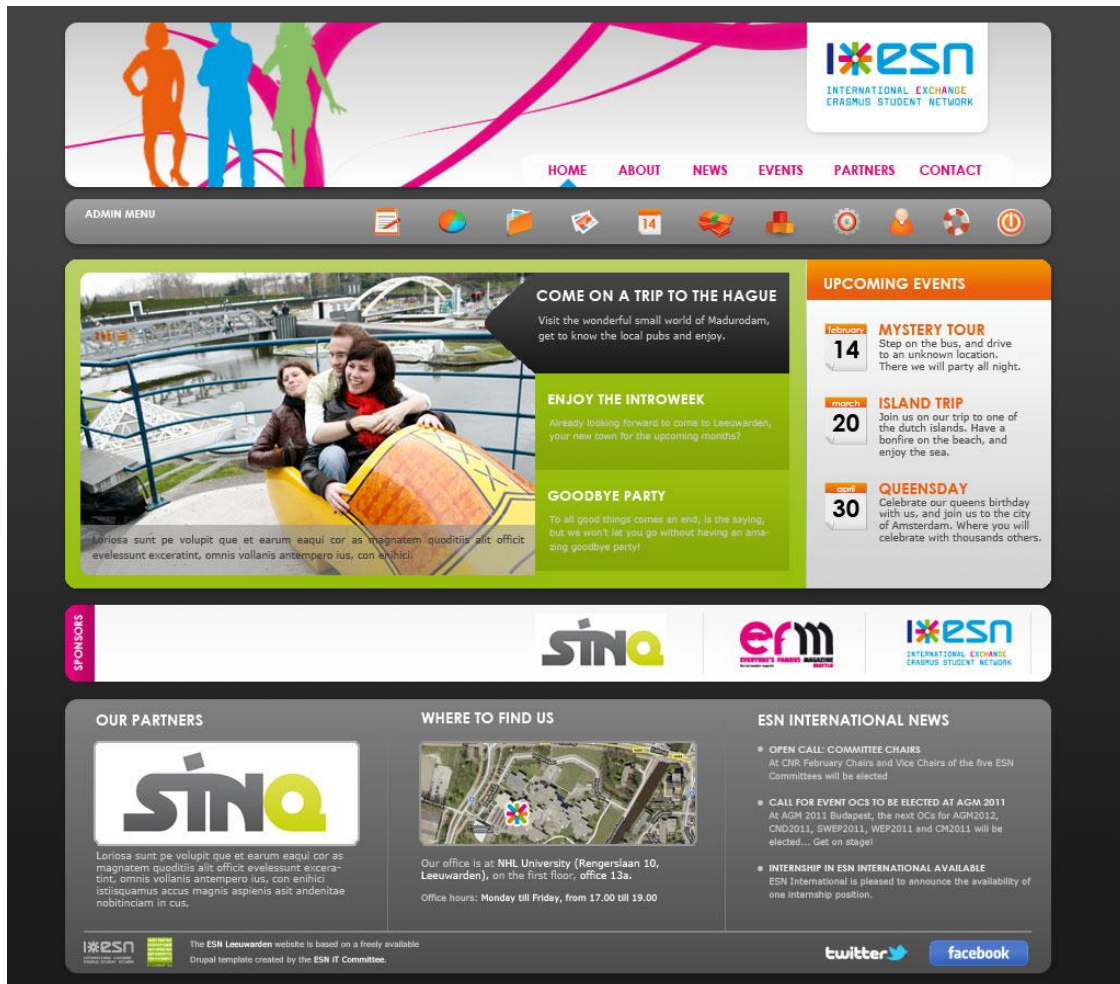 esn
INTERNATIONAL EXCHANGE
ERASMUS STUDENT NETWORK
HOME ABOUT NEWS EVENTS PARTNERS CONTACT
ADMIN MENU
14
COME ON A TRIP TO THE HAGUE
Visit the wonderful small world of Madurodam,
get to know the local pubs and enjoy.
ENJOY THE INTROWEEK
Already looking forward to come to Leeuwarden,
your new town for the upcoming months?
GOODBYE PARTY
To all good things comes an end, is the saying,
but we won't let you go without having an ama-
zing goodbye party!
Loriosa sunt pe volupit que et earum eaqui cor as magnatem quoditiis alit officit
evelessunt exceratint, omnis vollanis antempero ius, con enihici.
UPCOMING EVENTS
february
14
MYSTERY TOUR
Step on the bus, and drive
to an unknown location.
There we will party all night.
march
20
ISLAND TRIP
Join us on our trip to one of
the dutch islands. Have a
bonfire on the beach, and
enjoy the sea.
april
30
QUEENSDAY
Celebrate our queens birthday
with us, and join us to the city
of Amsterdam. Where you will
celebrate with thousands others.
SPONSORS
SINQ
erm
EVERYONE'S FAMOUS MAGAZINE
esn
INTERNATIONAL EXCHANGE
ERASMUS STUDENT NETWORK
OUR PARTNERS
SINQ
Loriosa sunt pe volupit que et earum eaqui cor as
magnatem quoditiis alit officit evelessunt excera-
tint, omnis vollanis antempero ius, con enihici
istiisquamus accus magnis aspienis asit andenitae
nobitinciam in cus,
WHERE TO FIND US
Our office is at NHL University (Rengerslaan 10,
Leeuwarden), on the first floor, office 13a.
Office hours: Monday till Friday, from 17.00 till 19.00
ESN INTERNATIONAL NEWS
OPEN CALL: COMMITTEE CHAIRS
At CNR February Chairs and Vice Chairs of the five ESN
Committees will be elected
CALL FOR EVENT OCS TO BE ELECTED AT AGM 2011
At AGM 2011 Budapest, the next OCs for AGM2012,
CND2011, SWEP2011, WEP2011 and CM2011 will be
elected... Get on stage!
INTERNSHIP IN ESN INTERNATIONAL AVAILABLE
ESN International is pleased to announce the availability of
one internship position.
esn
The ESN Leeuwarden website is based on a freely available
Drupal template created by the ESN IT Committee.
twitter
facebook